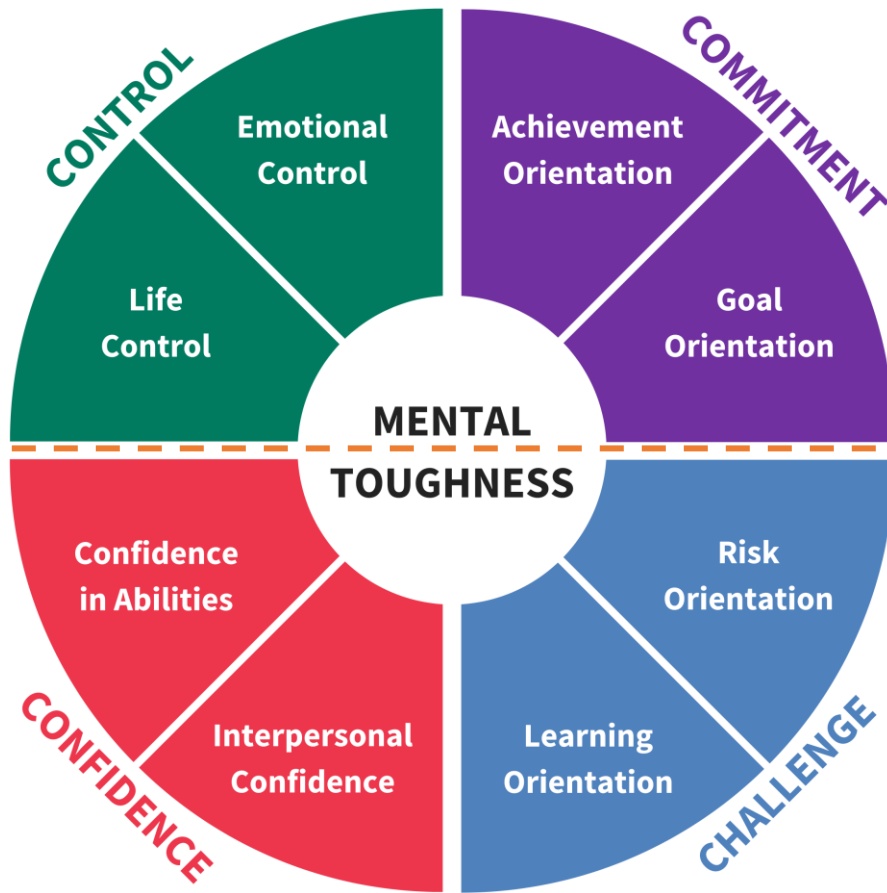 CONTROL
Emotional
Control
Life
Control
COMMITMENT
Achievement
Orientation
Goal
Orientation
MENTAL
TOUGHNESS
Confidence
in Abilities
Interpersonal
Confidence
CONFIDENCE
Risk
Orientation
Learning
Orientation
CHALLENGE